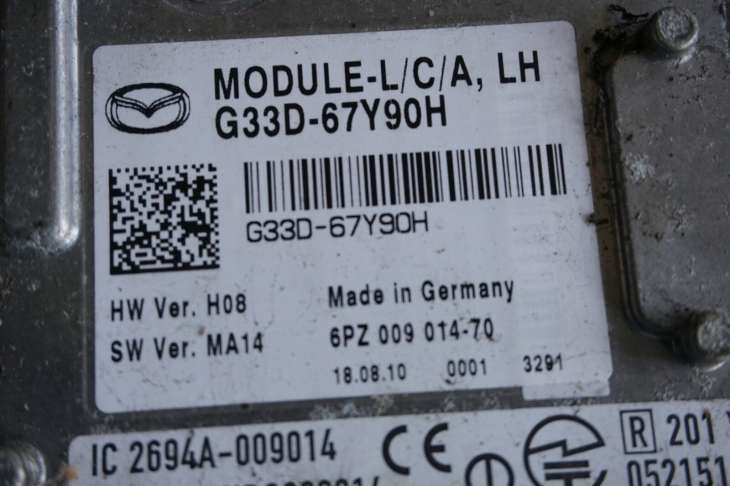 MODULE-L/C/A, LH
G33D-67Y90H
G33D-67Y90H
HW Ver. H08
Made in Germany
SW Ver. MA14
6PZ 009 014-70
18.08.10 0001 3291
IC 2694A-009014 CE R 201
052151